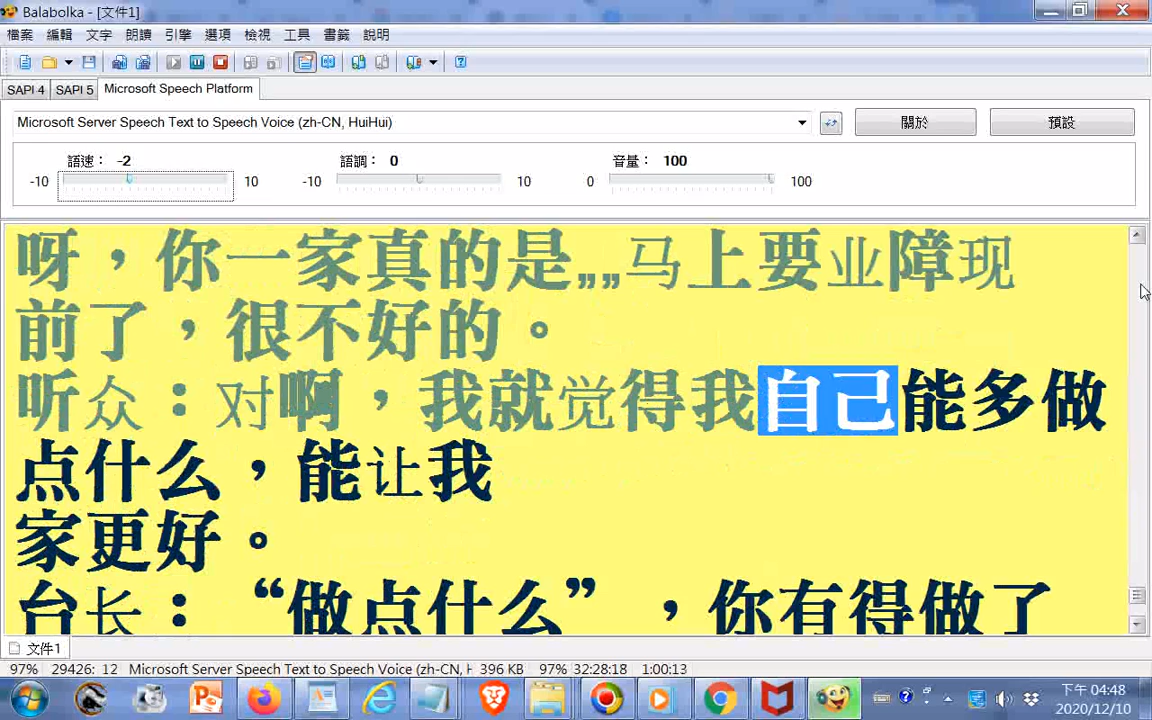 Balabolka - [文件1]
檔案 編輯 文字 朗讀 引擎 選項 檢視 工具 書籤 說明
SAPI 4 SAPI 5 Microsoft Speech Platform
Microsoft Server Speech Text to Speech Voice (zh-CN, HuiHui) 關於 預設
語速： -2 語調： 0 音量： 100
-10 10 -10 10 0 100
呀，你一家真的是„„马上要业障现
前了，很不好的。
听众：对啊，我就觉得我自己能多做
点什么，能让我
家更好。
台长：“做点什么”，你有得做了
文件1
97% 29426: 12 Microsoft Server Speech Text to Speech Voice (zh-CN, H 396 KB 97% 32:28:18 1:00:13
下午 04:48
2020/12/10